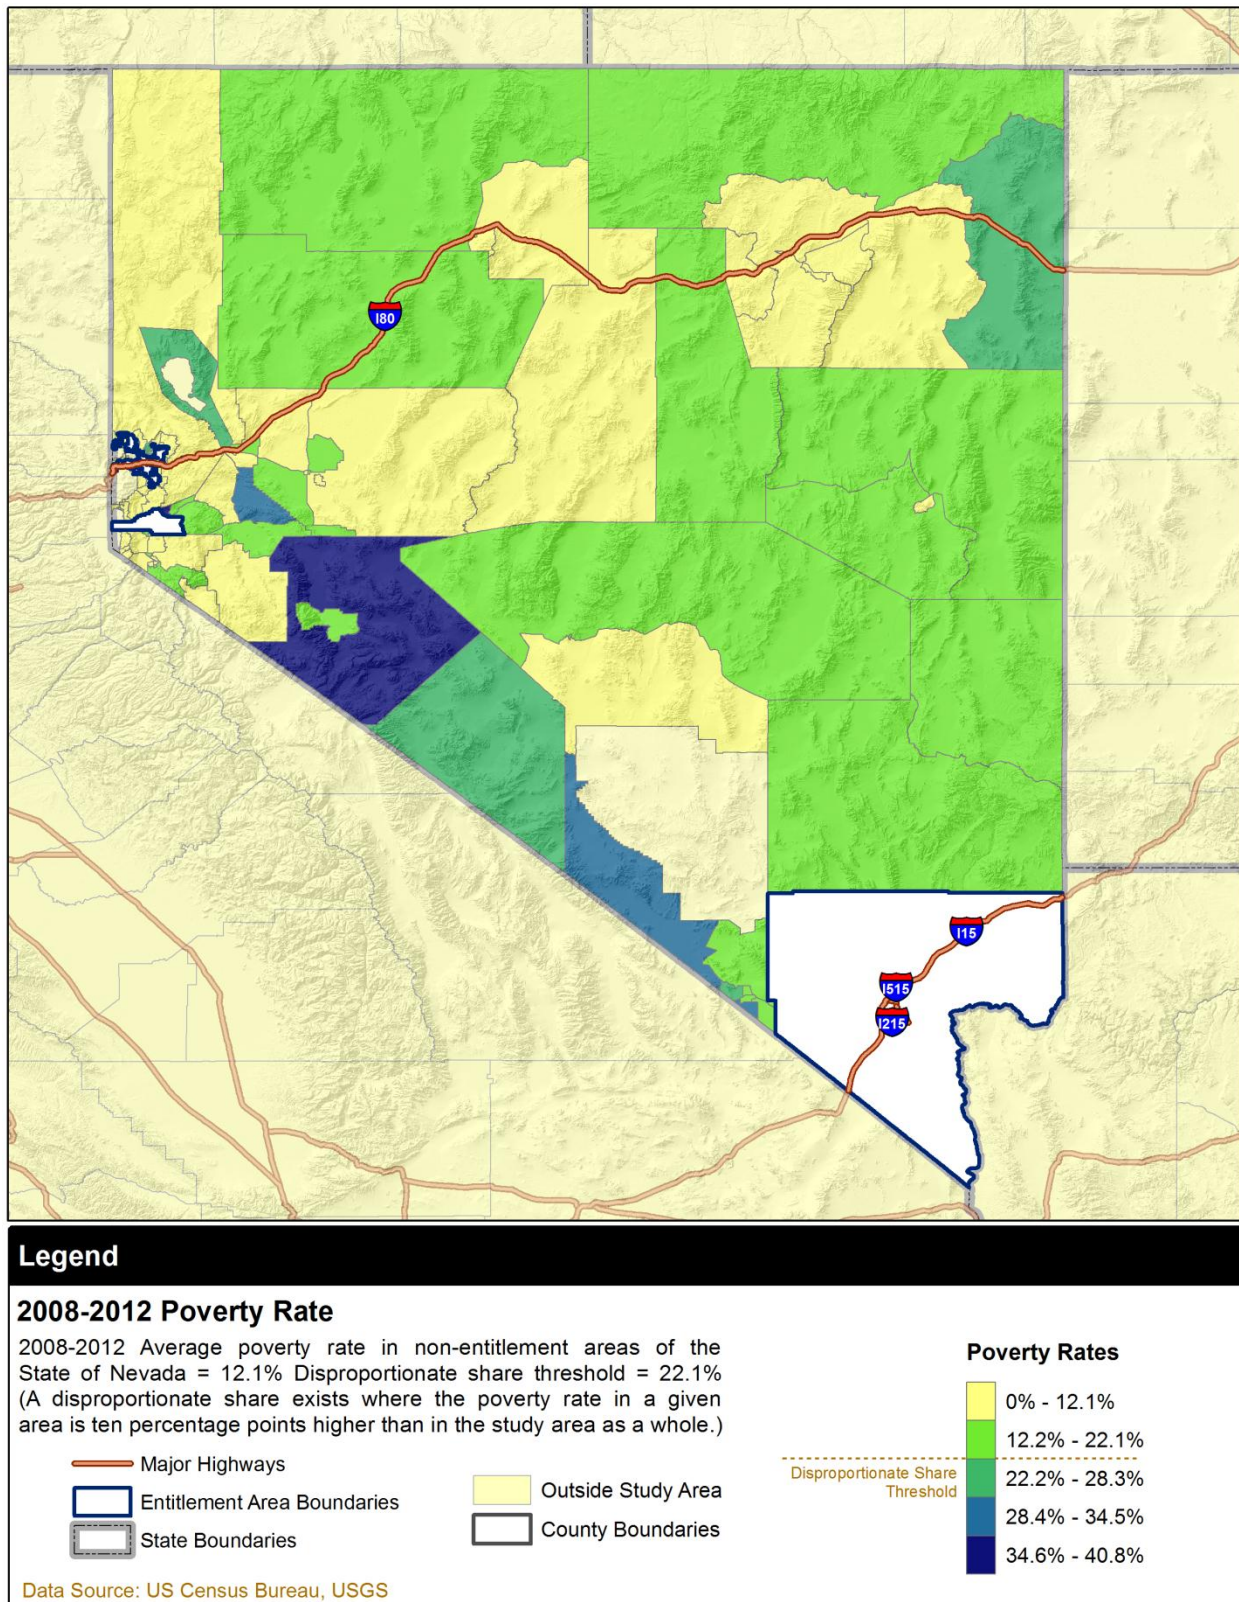 I80
I15
I515
I215
Legend
2008-2012 Poverty Rate
2008-2012 Average poverty rate in non-entitlement areas of the
State of Nevada = 12.1% Disproportionate share threshold = 22.1%
(A disproportionate share exists where the poverty rate in a given
area is ten percentage points higher than in the study area as a whole.)
Major Highways
Entitlement Area Boundaries
State Boundaries
Outside Study Area
County Boundaries
Poverty Rates
0% - 12.1%
12.2% - 22.1%
Disproportionate Share
Threshold
22.2% - 28.3%
28.4% - 34.5%
34.6% - 40.8%
Data Source: US Census Bureau, USGS